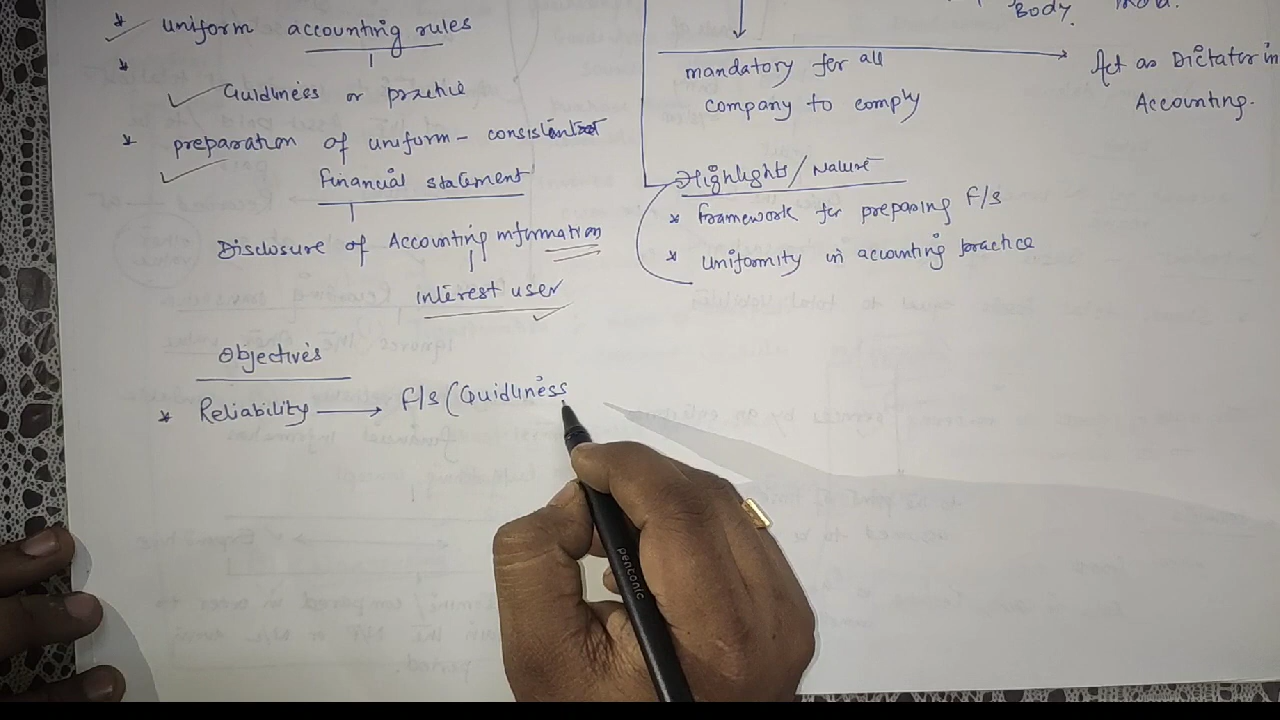 * uniform accounting rules
*
Guidliness or practice
* preparation of uniform - consistent
Financial statement
Disclosure of Accounting information
interest user
Objectives
* Reliability → F/s (Guidliness
Body.
mandatory for all
company to comply
Act as Dictator in
Accounting.
Highlights / Nature
* framework for preparing F/s
* uniformity in accounting practice
penconic